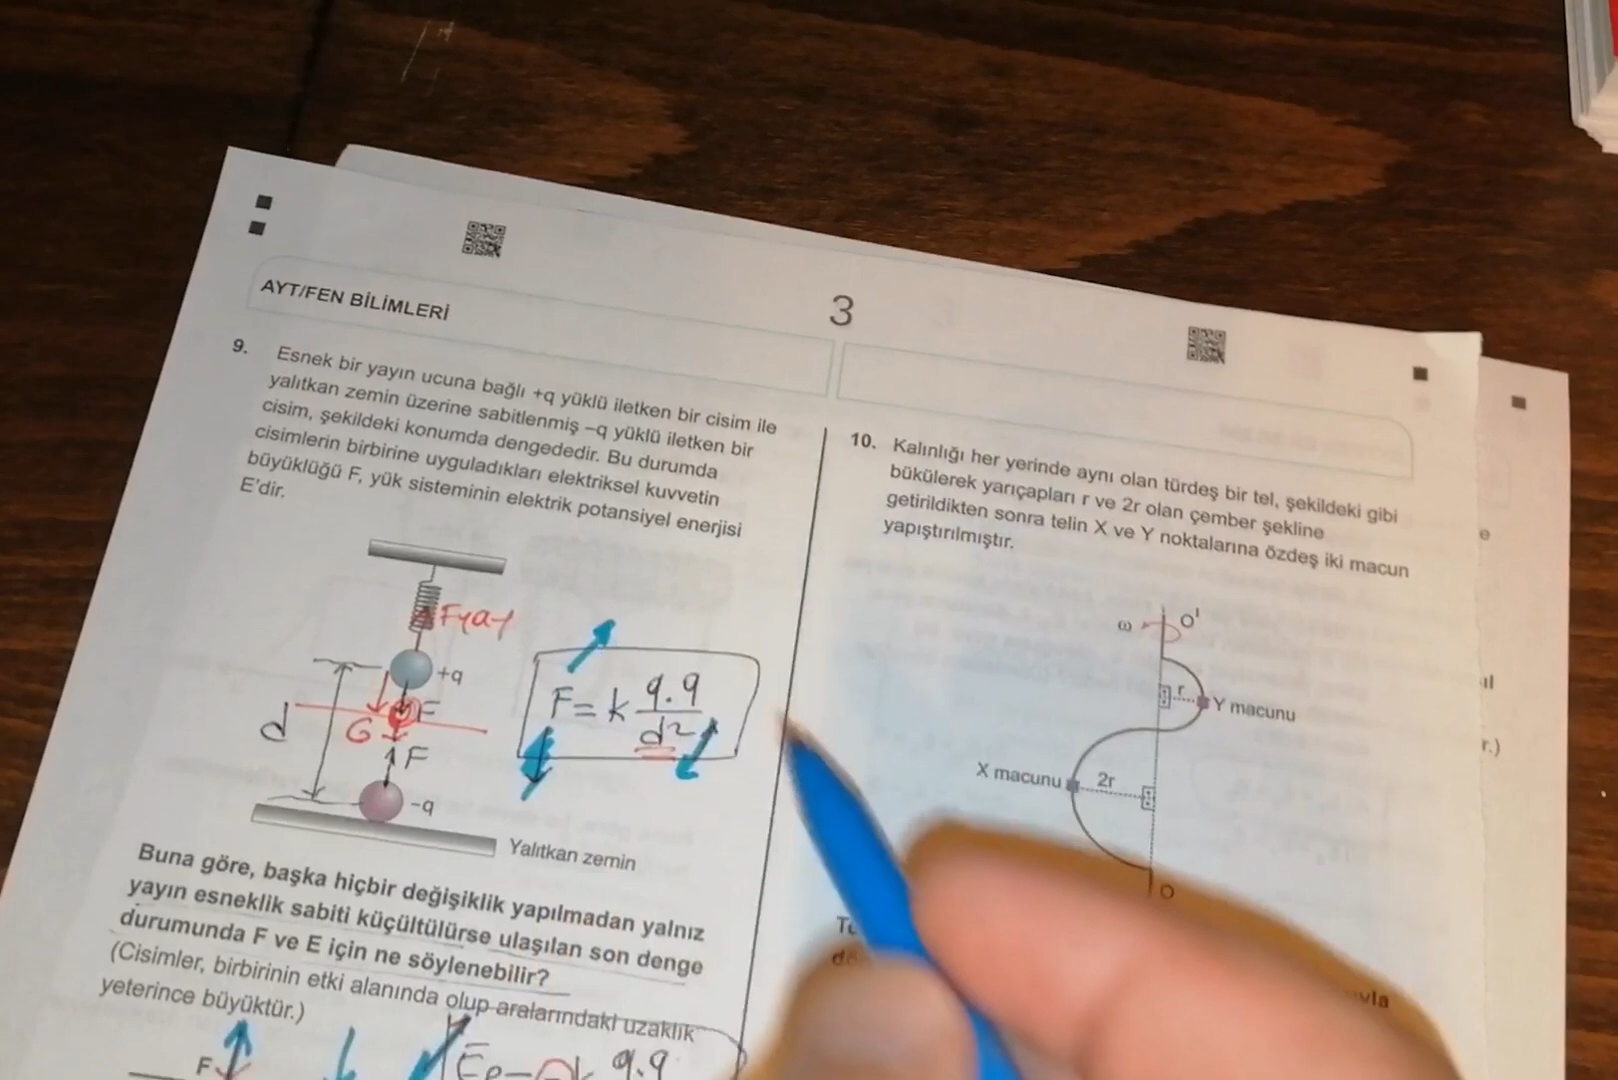 AYT/FEN BİLİMLERİ
3
9. Esnek bir yayın ucuna bağlı +q yüklü iletken bir cisim ile
yalıtkan zemin üzerine sabitlenmiş –q yüklü iletken bir
cisim, şekildeki konumda dengededir. Bu durumda
cisimlerin birbirine uyguladıkları elektriksel kuvvetin
büyüklüğü F, yük sisteminin elektrik potansiyel enerjisi
E'dir.
Fyay
+q
F
G
d
F
-q
Yalıtkan zemin
F = k q.q
d²
Buna göre, başka hiçbir değişiklik yapılmadan yalnız
yayın esneklik sabiti küçültülürse ulaşılan son denge
durumunda F ve E için ne söylenebilir?
(Cisimler, birbirinin etki alanında olup aralarındaki uzaklık
yeterince büyüktür.)
F
q.q
10. Kalınlığı her yerinde aynı olan türdeş bir tel, şekildeki gibi
bükülerek yarıçapları r ve 2r olan çember şekline
getirildikten sonra telin X ve Y noktalarına özdeş iki macun
yapıştırılmıştır.
ω
O'
r
Y macunu
X macunu
2r
O
r.)